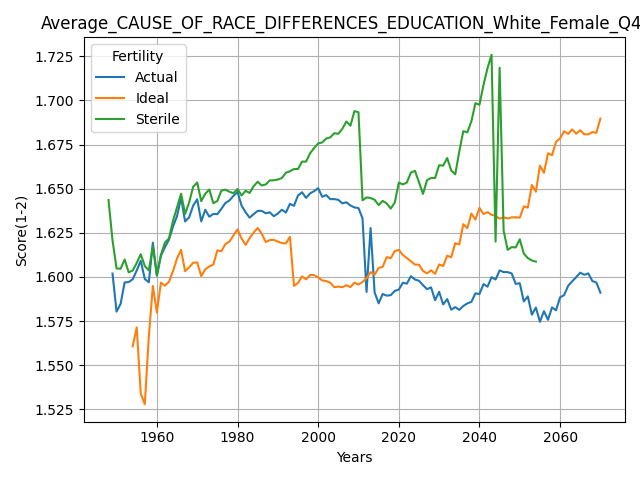 Average_CAUSE_OF_RACE_DIFFERENCES_EDUCATION_White_Female_Q4
Fertility
Actual
Ideal
Sterile
Score(1-2)
1.725
1.700
1.675
1.650
1.625
1.600
1.575
1.550
1.525
1960 1980 2000 2020 2040 2060
Years